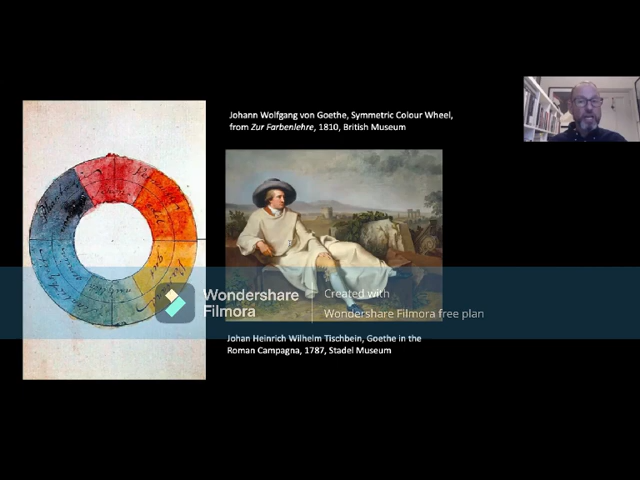 Johann Wolfgang von Goethe, Symmetric Colour Wheel,
from Zur Farbenlehre, 1810, British Museum
Wondershare
Filmora
Created with
Wondershare Filmora free plan
Johan Heinrich Wilhelm Tischbein, Goethe in the
Roman Campagna, 1787, Stadel Museum